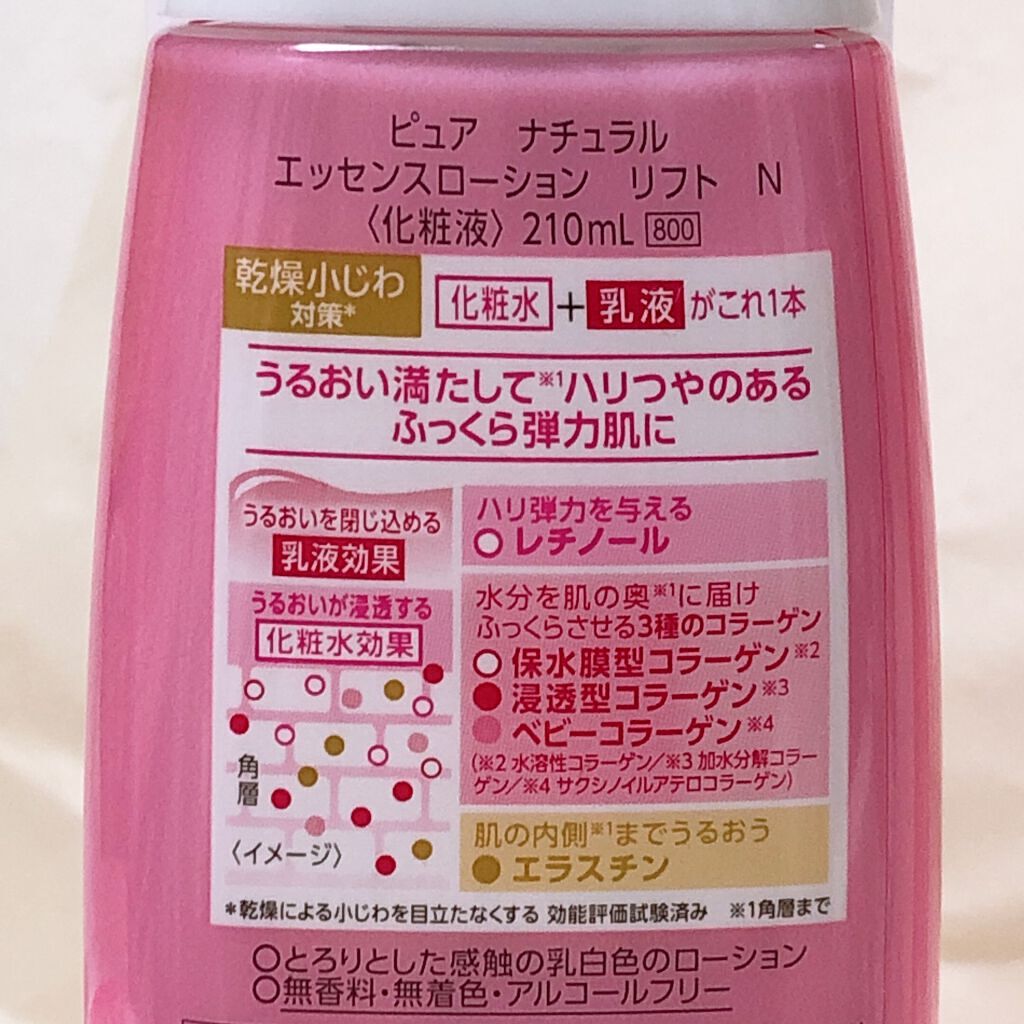 ピュア ナチュラル
エッセンスローション リフト N
〈化粧液〉210mL 800
乾燥小じわ
対策*
化粧水+乳液がこれ1本
うるおい満たして※1ハリつやのある
ふっくら弾力肌に
うるおいを閉じ込める
乳液効果
うるおいが浸透する
化粧水効果
角層
〈イメージ〉
ハリ弾力を与える
○レチノール
水分を肌の奥※1に届け
ふっくらさせる3種のコラーゲン
○保水膜型コラーゲン※2
●浸透型コラーゲン※3
●ベビーコラーゲン※4
(※2 水溶性コラーゲン/※3 加水分解コラー
ゲン/※4 サクシノイルアテロコラーゲン)
肌の内側※1までうるおう
●エラスチン
*乾燥による小じわを目立たなくする 効能評価試験済み ※1角層まで
○とろりとした感触の乳白色のローション
○無香料・無着色・アルコールフリー